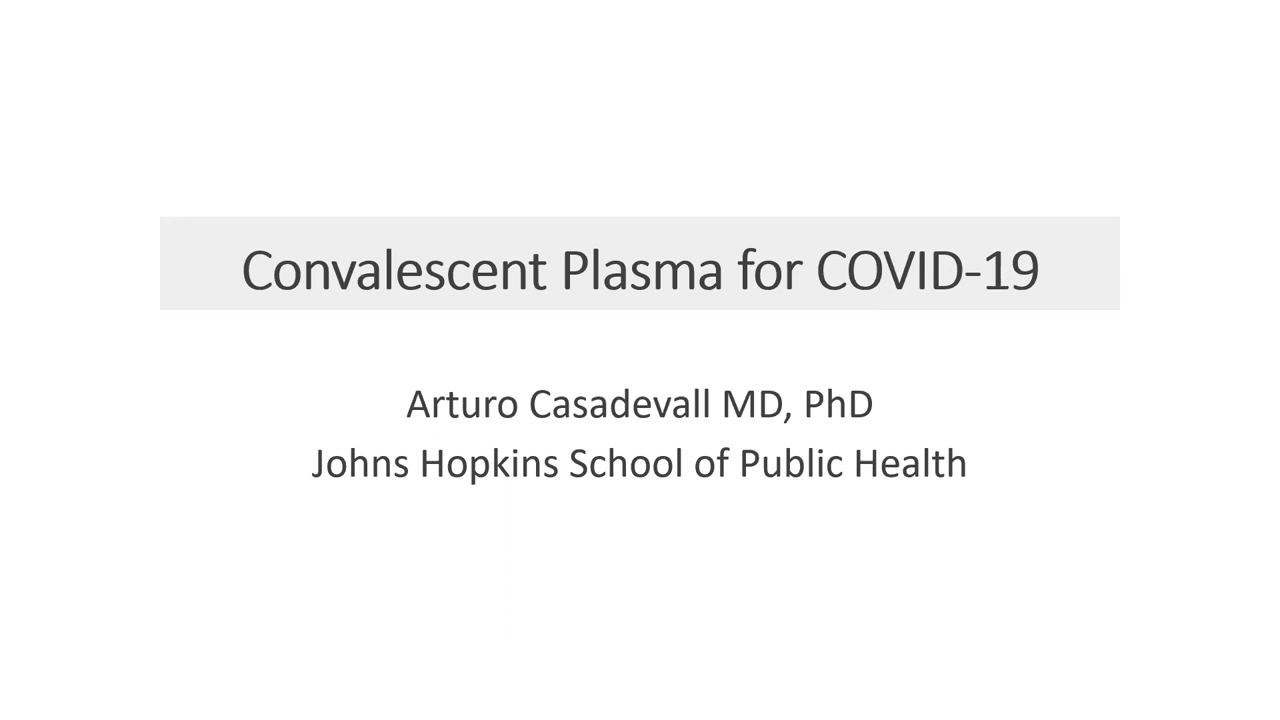 Convalescent Plasma for COVID-19
Arturo Casadevall MD, PhD
Johns Hopkins School of Public Health